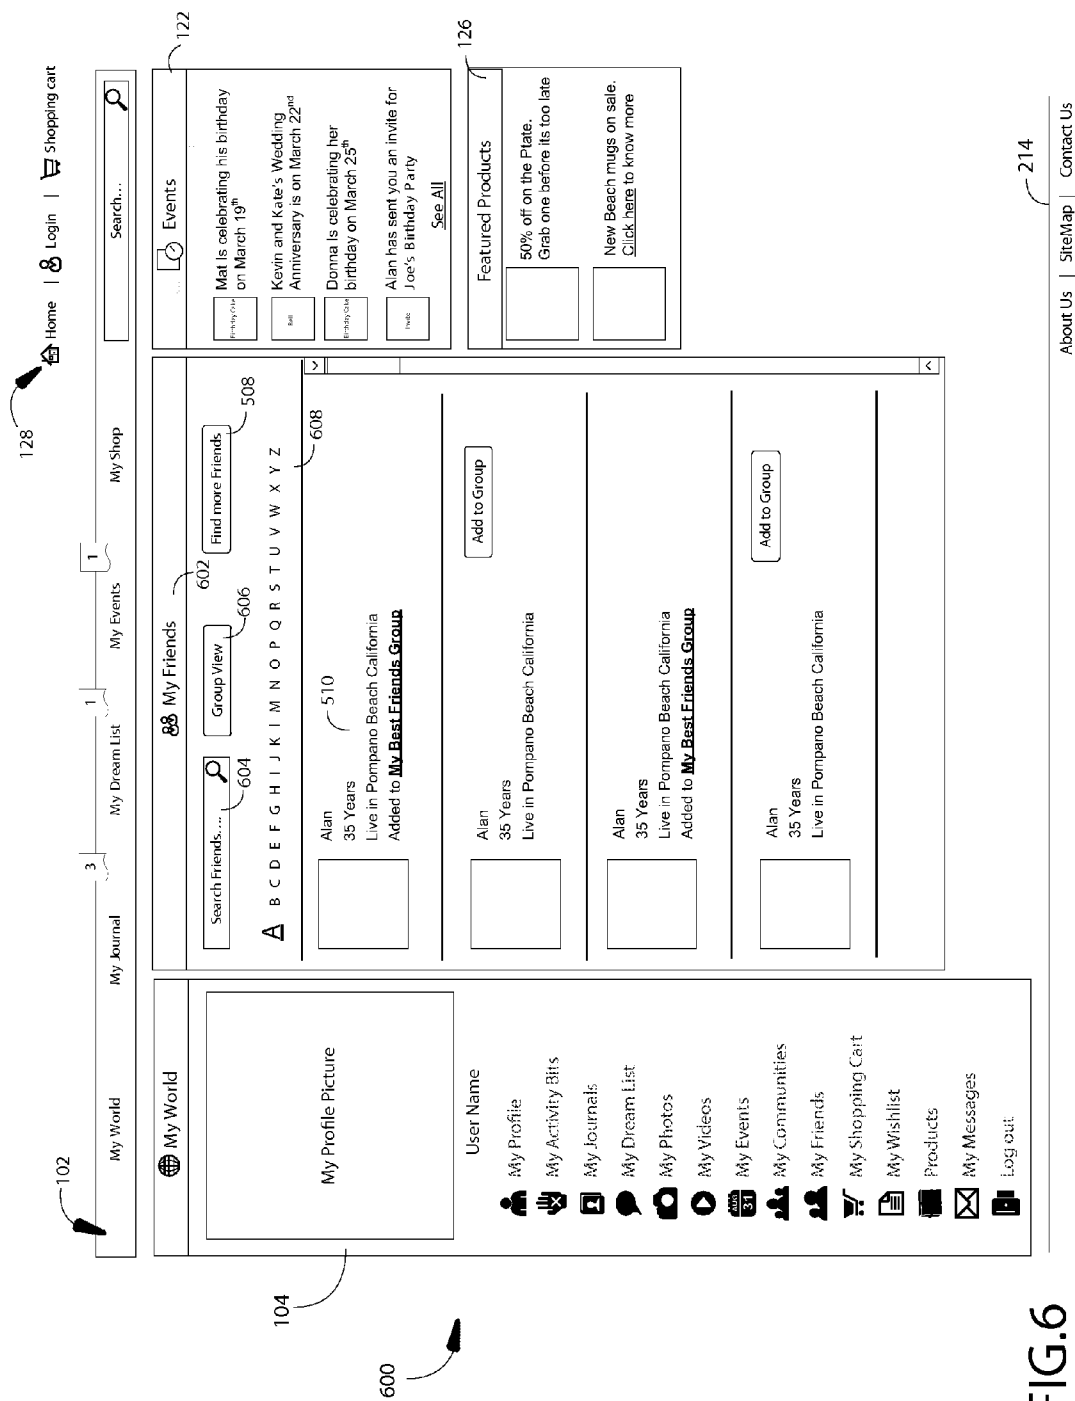 128
Home | Login | Shopping cart
102
3
1
1
My World My Journal My Dream List My Events My Shop Search...
My World
104
My Profile Picture
User Name
My Profile
My Activity Bits
My Journals
My Dream List
My Photos
My Videos
AUG
31
My Events
My Communities
My Friends
My Shopping Cart
My Wishlist
Products
My Messages
Log out
My Friends
602
Search Friends.....
604
Group View
606
Find more Friends
508
A B C D E F G H I J K I M N O P Q R S T U V W X Y Z
608
Alan
35 Years
510
Live in Pompano Beach California
Added to My Best Friends Group
Alan
35 Years
Live in Pompano Beach California
Add to Group
Alan
35 Years
Live in Pompano Beach California
Added to My Best Friends Group
Alan
35 Years
Live in Pompano Beach California
Add to Group
Events
122
Birthday Cake
Mat Is celebrating his birthday
on March 19th
Bell
Kevin and Kate's Wedding
Anniversary is on March 22nd
Birthday Cake
Donna Is celebrating her
birthday on March 25th
Invite
Alan has sent you an invite for
Joe's Birthday Party
See All
126
Featured Products
50% off on the Ptate.
Grab one before its too late
New Beach mugs on sale.
Click here to know more
214
About Us | SiteMap | Contact Us
600
FIG.6